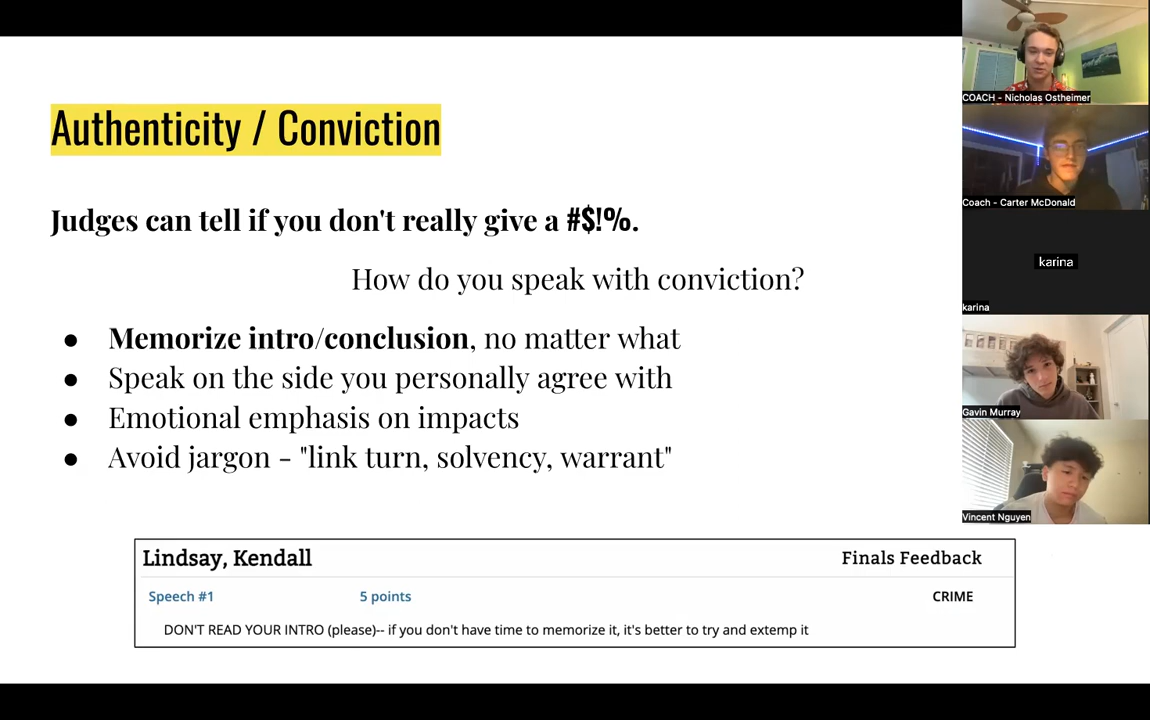 Authenticity / Conviction
Judges can tell if you don't really give a #$!%.
How do you speak with conviction?
● Memorize intro/conclusion, no matter what
● Speak on the side you personally agree with
● Emotional emphasis on impacts
● Avoid jargon - "link turn, solvency, warrant"
Lindsay, Kendall Finals Feedback
Speech #1 5 points CRIME
DON'T READ YOUR INTRO (please)-- if you don't have time to memorize it, it's better to try and extemp it
COACH - Nicholas Ostheimer
Coach - Carter McDonald
karina
karina
Gavin Murray
Vincent Nguyen